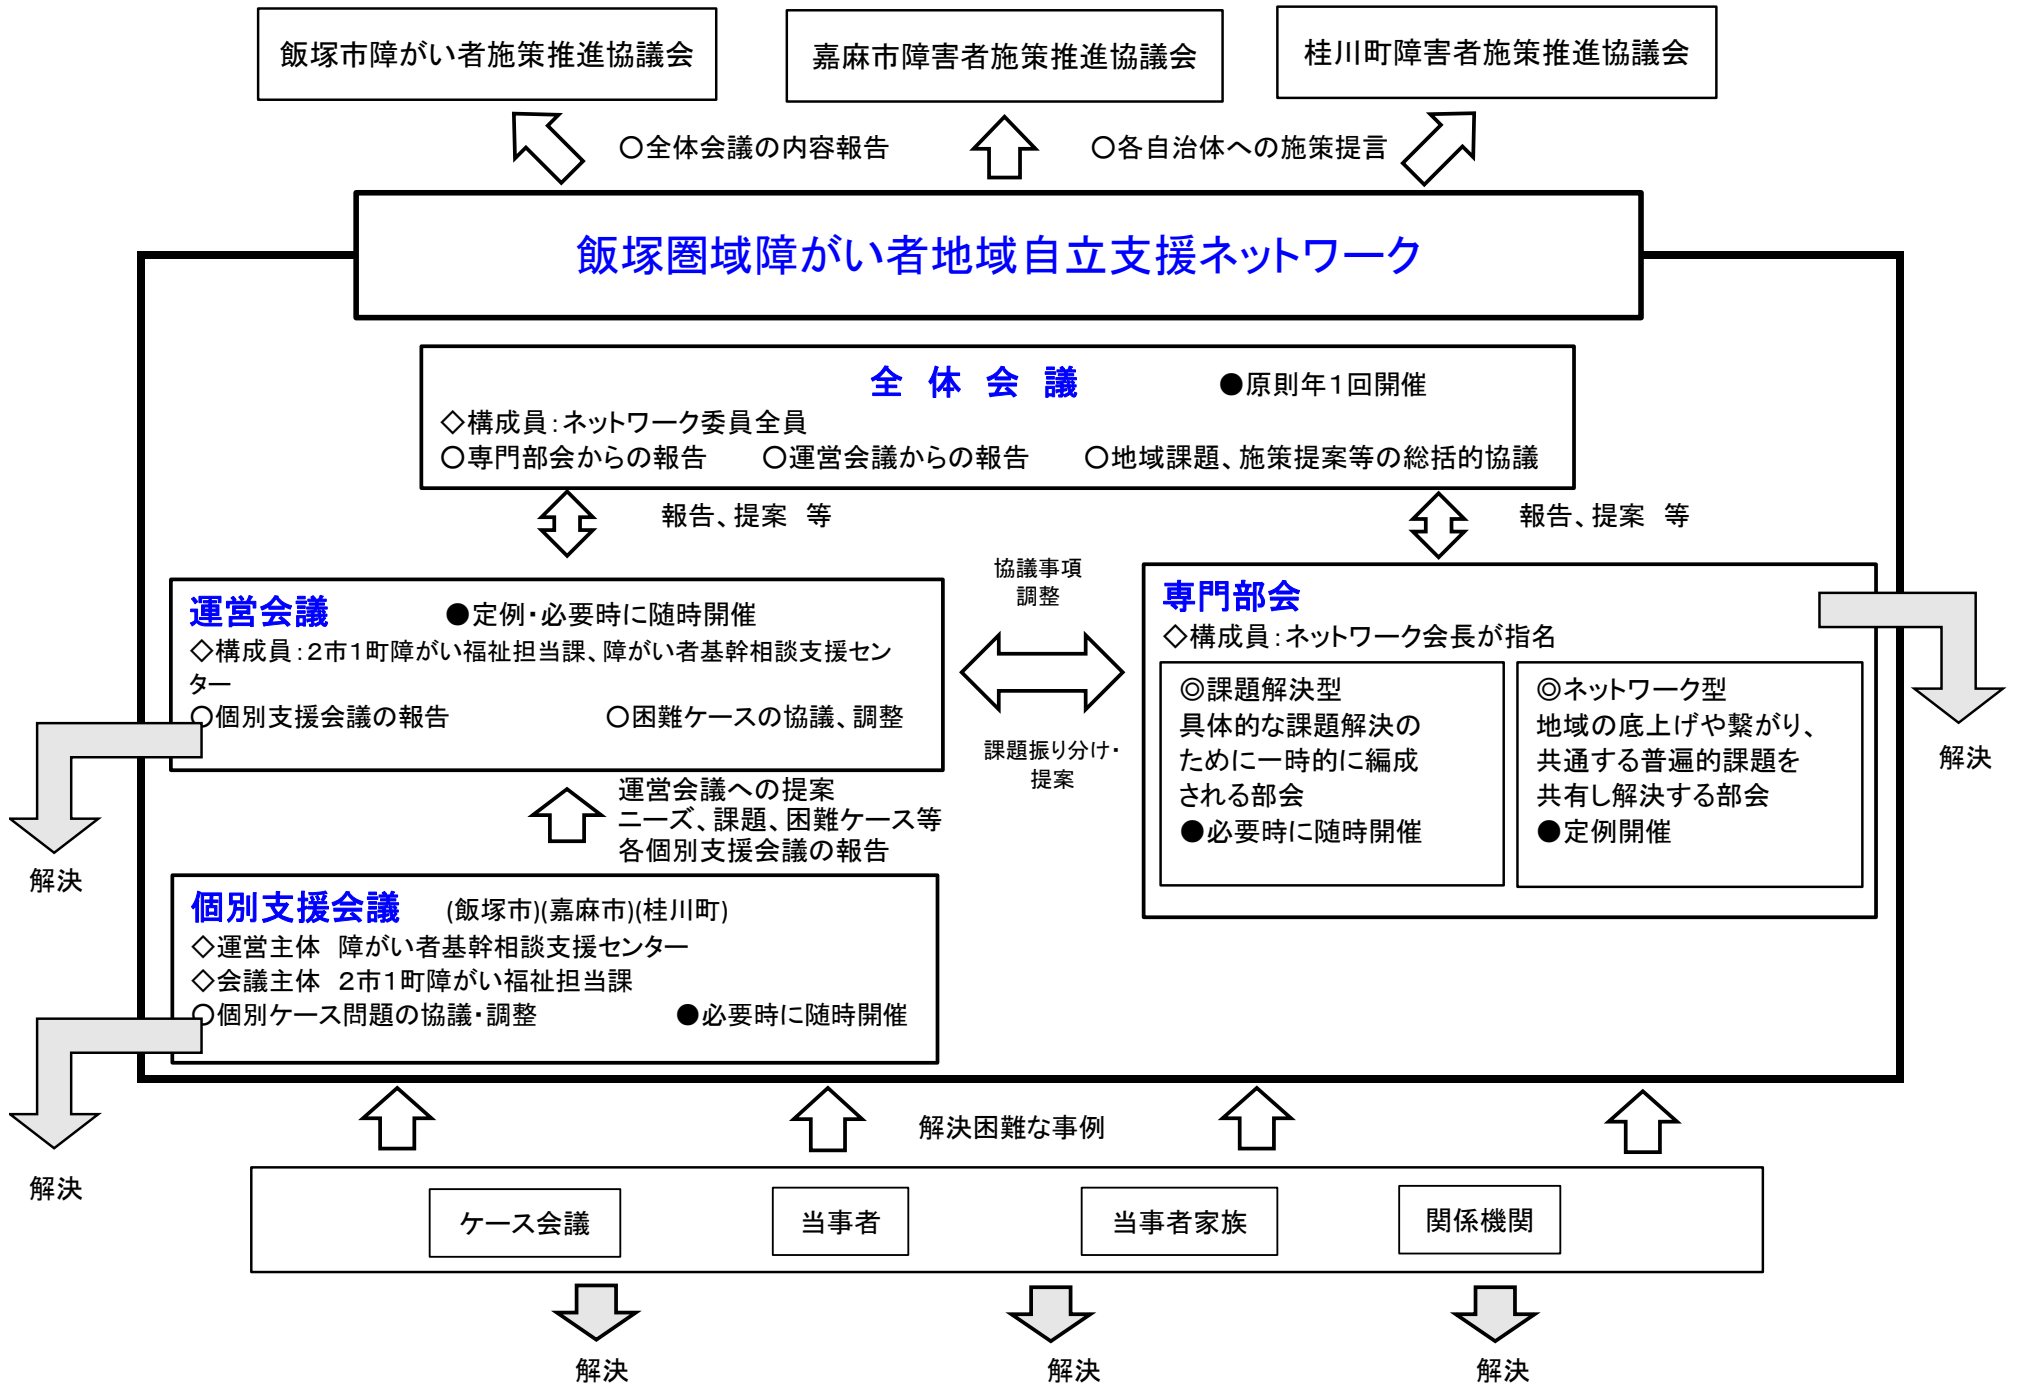 飯塚市障がい者施策推進協議会
嘉麻市障害者施策推進協議会
桂川町障害者施策推進協議会
○全体会議の内容報告
○各自治体への施策提言
飯塚圏域障がい者地域自立支援ネットワーク
全　体　会　議　●原則年１回開催
◇構成員：ネットワーク委員全員
○専門部会からの報告　○運営会議からの報告　○地域課題、施策提案等の総括的協議
報告、提案　等
報告、提案　等
運営会議　●定例・必要時に随時開催
◇構成員：２市１町障がい福祉担当課、障がい者基幹相談支援セン
ター
○個別支援会議の報告　○困難ケースの協議、調整
協議事項
調整
課題振り分け・
提案
専門部会
◇構成員：ネットワーク会長が指名
◎課題解決型
具体的な課題解決の
ために一時的に編成
される部会
●必要時に随時開催
◎ネットワーク型
地域の底上げや繋がり、
共通する普遍的課題を
共有し解決する部会
●定例開催
解決
解決
運営会議への提案
ニーズ、課題、困難ケース等
各個別支援会議の報告
個別支援会議　(飯塚市)(嘉麻市)(桂川町)
◇運営主体　障がい者基幹相談支援センター
◇会議主体　２市１町障がい福祉担当課
○個別ケース問題の協議・調整　●必要時に随時開催
解決
解決困難な事例
ケース会議
当事者
当事者家族
関係機関
解決
解決
解決